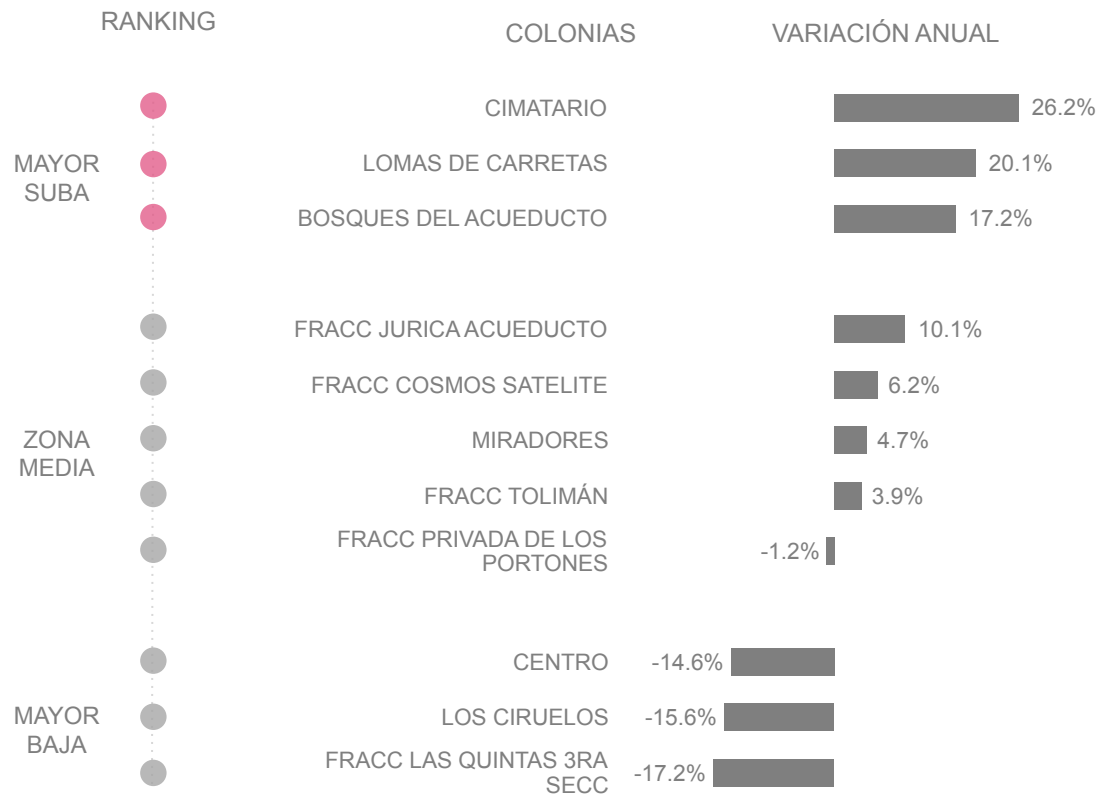 RANKING
COLONIAS
VARIACIÓN ANUAL
MAYOR
SUBA
CIMATARIO
26.2%
LOMAS DE CARRETAS
20.1%
BOSQUES DEL ACUEDUCTO
17.2%
ZONA
MEDIA
FRACC JURICA ACUEDUCTO
10.1%
FRACC COSMOS SATELITE
6.2%
MIRADORES
4.7%
FRACC TOLIMÁN
3.9%
FRACC PRIVADA DE LOS
PORTONES
-1.2%
MAYOR
BAJA
CENTRO
-14.6%
LOS CIRUELOS
-15.6%
FRACC LAS QUINTAS 3RA
SECC
-17.2%